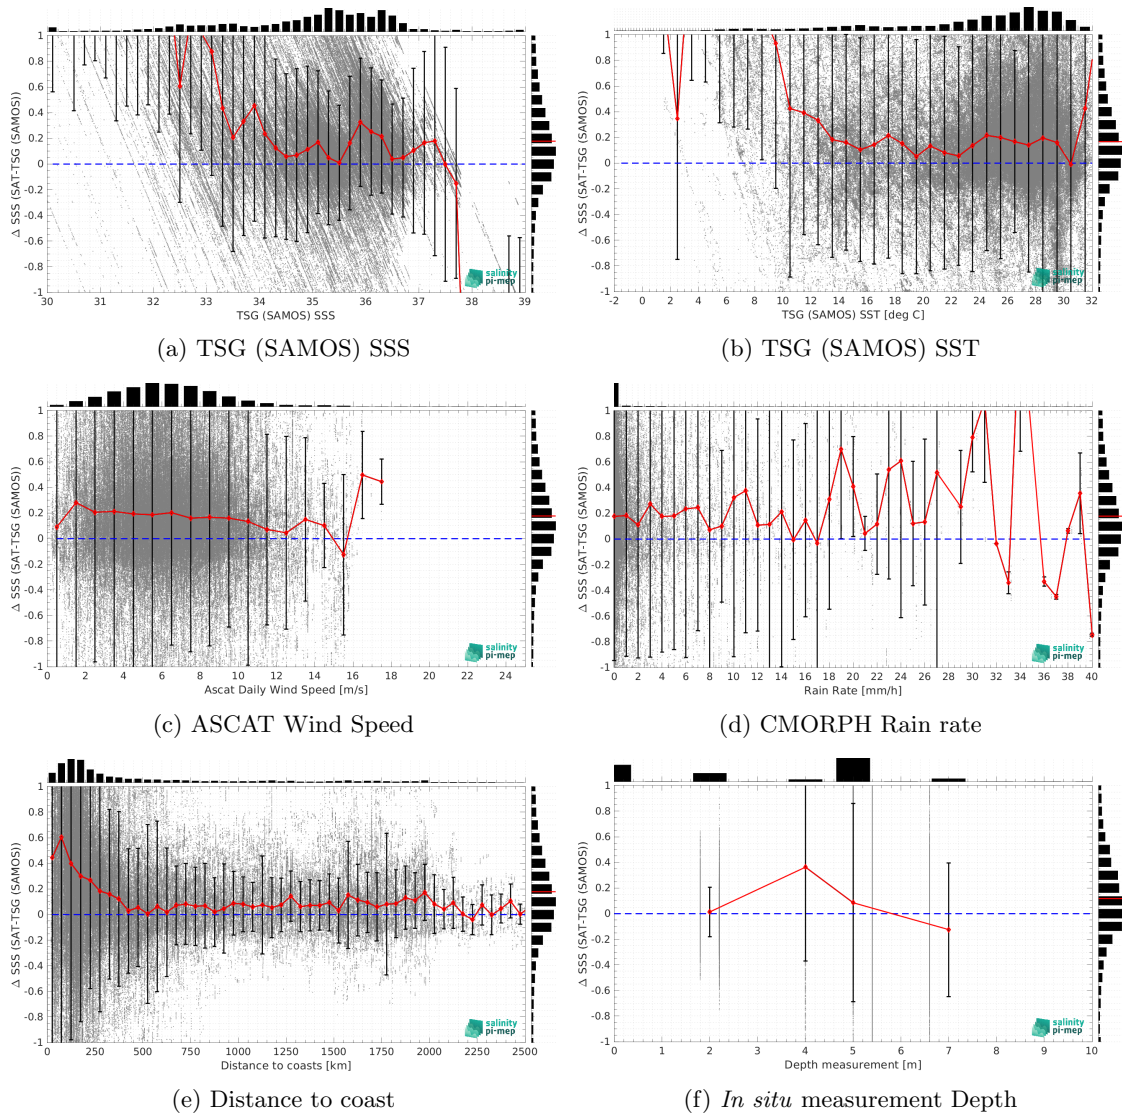 Δ SSS (SAT-TSG (SAMOS))
1
0.8
0.6
0.4
0.2
0
-0.2
-0.4
-0.6
-0.8
-1
30 31 32 33 34 35 36 37 38 39
TSG (SAMOS) SSS
salinity
pi-mep
(a) TSG (SAMOS) SSS
Δ SSS (SAT-TSG (SAMOS))
1
0.8
0.6
0.4
0.2
0
-0.2
-0.4
-0.6
-0.8
-1
-2 0 2 4 6 8 10 12 14 16 18 20 22 24 26 28 30 32
TSG (SAMOS) SST [deg C]
salinity
pi-mep
(b) TSG (SAMOS) SST
Δ SSS (SAT-TSG (SAMOS))
1
0.8
0.6
0.4
0.2
0
-0.2
-0.4
-0.6
-0.8
-1
0 2 4 6 8 10 12 14 16 18 20 22 24
Ascat Daily Wind Speed [m/s]
salinity
pi-mep
(c) ASCAT Wind Speed
Δ SSS (SAT-TSG (SAMOS))
1
0.8
0.6
0.4
0.2
0
-0.2
-0.4
-0.6
-0.8
-1
0 2 4 6 8 10 12 14 16 18 20 22 24 26 28 30 32 34 36 38 40
Rain Rate [mm/h]
salinity
pi-mep
(d) CMORPH Rain rate
Δ SSS (SAT-TSG (SAMOS))
1
0.8
0.6
0.4
0.2
0
-0.2
-0.4
-0.6
-0.8
-1
0 250 500 750 1000 1250 1500 1750 2000 2250 2500
Distance to coasts [km]
salinity
pi-mep
(e) Distance to coast
Δ SSS (SAT-TSG (SAMOS))
1
0.8
0.6
0.4
0.2
0
-0.2
-0.4
-0.6
-0.8
-1
0 1 2 3 4 5 6 7 8 9 10
Depth measurement [m]
salinity
pi-mep
(f) In situ measurement Depth